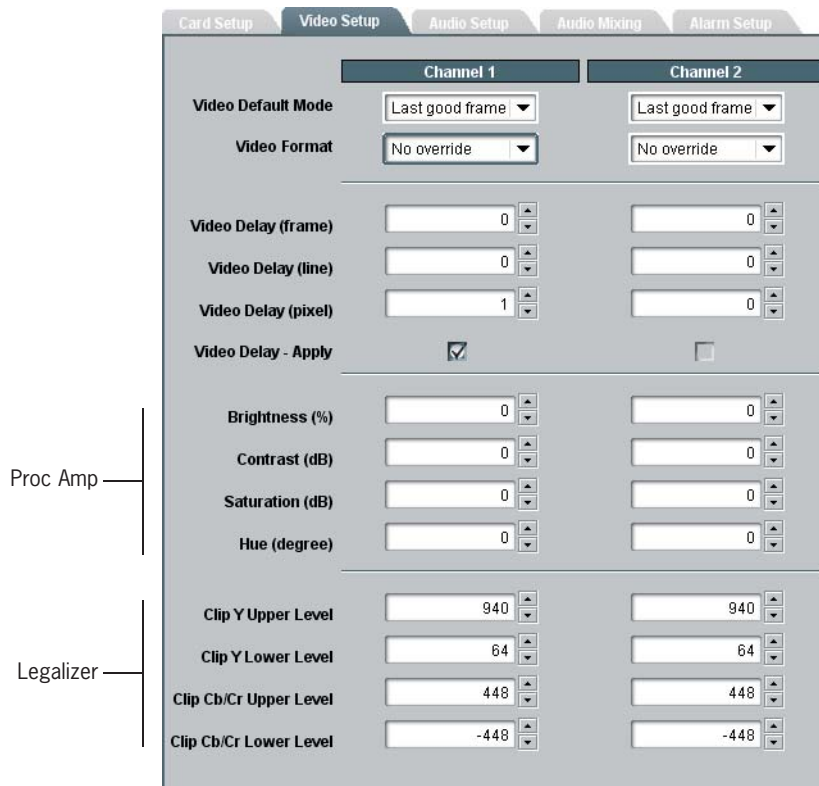 Card Setup Video Setup Audio Setup Audio Mixing Alarm Setup
Channel 1 Channel 2
Video Default Mode Last good frame Last good frame
Video Format No override No override
Video Delay (frame) 0 0
Video Delay (line) 0 0
Video Delay (pixel) 1 0
Video Delay - Apply
Brightness (%) 0 0
Contrast (dB) 0 0
Proc Amp
Saturation (dB) 0 0
Hue (degree) 0 0
Clip Y Upper Level 940 940
Clip Y Lower Level 64 64
Legalizer
Clip Cb/Cr Upper Level 448 448
Clip Cb/Cr Lower Level -448 -448